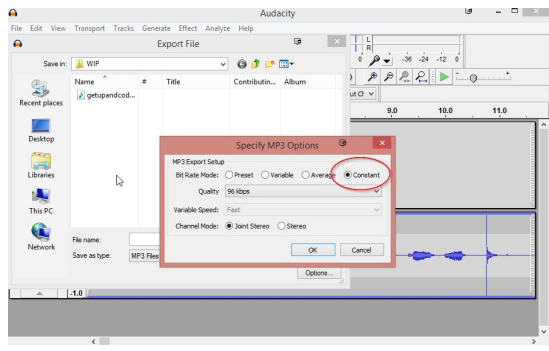 Audacity
File Edit View Transport Tracks Generate Effect Analyze Help
Export File
Save in: WIP
Name # Title Contributin... Album
getupandcod...
Recent places
Desktop
Libraries
This PC
Network
File name:
Save as type: MP3 Files
Options...
Specify MP3 Options
MP3 Export Setup
Bit Rate Mode: Preset Variable Average Constant
Quality 96 kbps
Variable Speed: Fast
Channel Mode: Joint Stereo Stereo
OK Cancel
L
R
0 -36 -24 -12 0
9.0 10.0 11.0
-1.0